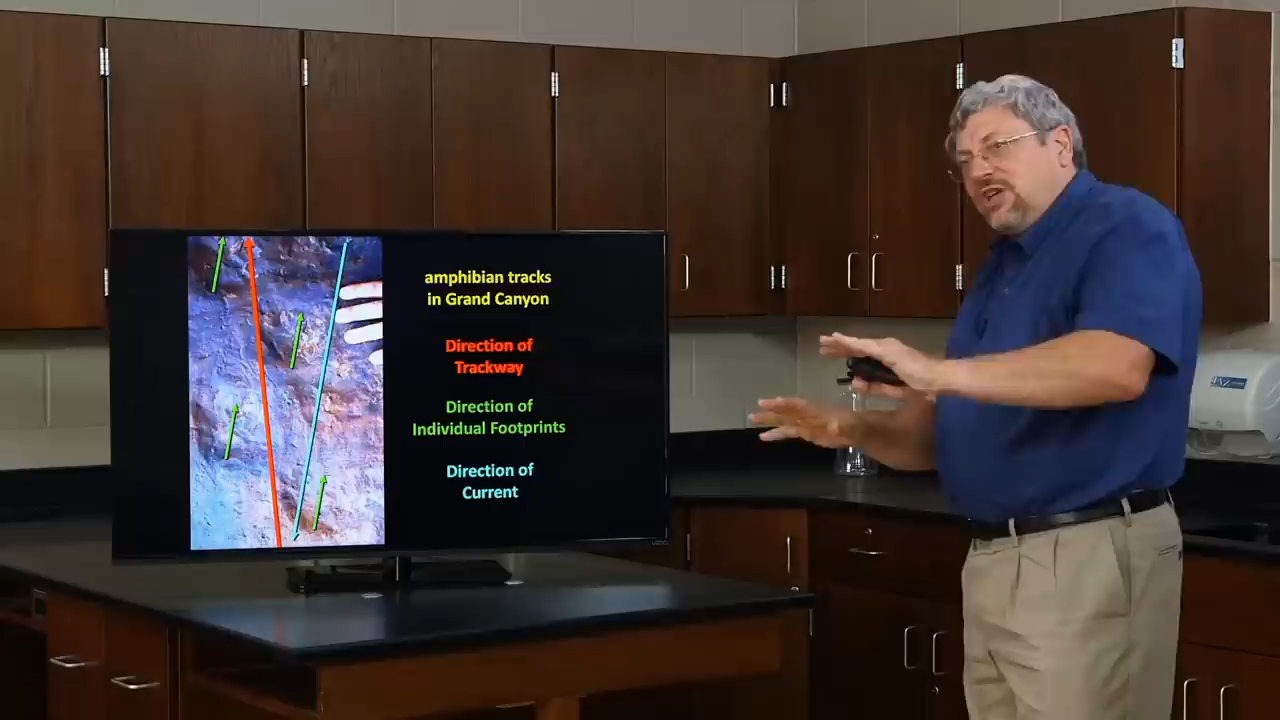 amphibian tracks
in Grand Canyon
Direction of
Trackway
Direction of
Individual Footprints
Direction of
Current